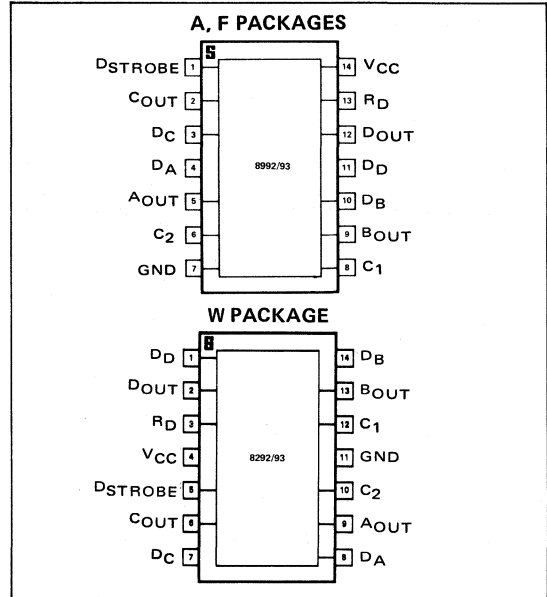 A, F PACKAGES
S
DSTROBE 1
14 VCC
COUT 2
13 RD
DC 3
12 DOUT
DA 4
11 DD
8992/93
AOUT 5
10 DB
C2 6
9 BOUT
GND 7
8 C1
W PACKAGE
DD 1
14 DB
DOUT 2
13 BOUT
RD 3
12 C1
VCC 4
11 GND
8292/93
DSTROBE 5
10 C2
COUT 6
9 AOUT
DC 7
8 DA